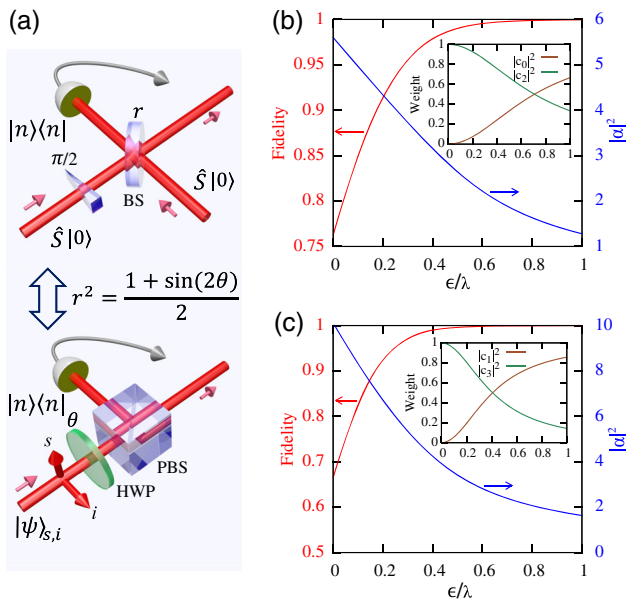 (a)
|n⟩⟨n|
r
π/2
BS
Ŝ|0⟩
Ŝ|0⟩
r² = 1 + sin(2θ) / 2
|n⟩⟨n|
θ
s
PBS
HWP
i
|ψ⟩s,i
(b)
1
0.95
0.9
0.85
0.8
0.75
Fidelity
0 0.2 0.4 0.6 0.8 1
ϵ/λ
6
5
4
3
2
1
|α|²
|c₀|²
|c₂|²
Weight
1
0.8
0.6
0.4
0.2
0
0 0.2 0.4 0.6 0.8 1
(c)
1
0.9
0.8
0.7
0.6
0.5
Fidelity
0 0.2 0.4 0.6 0.8 1
ϵ/λ
10
8
6
4
2
0
|α|²
|c₁|²
|c₃|²
Weight
1
0.8
0.6
0.4
0.2
0
0 0.2 0.4 0.6 0.8 1